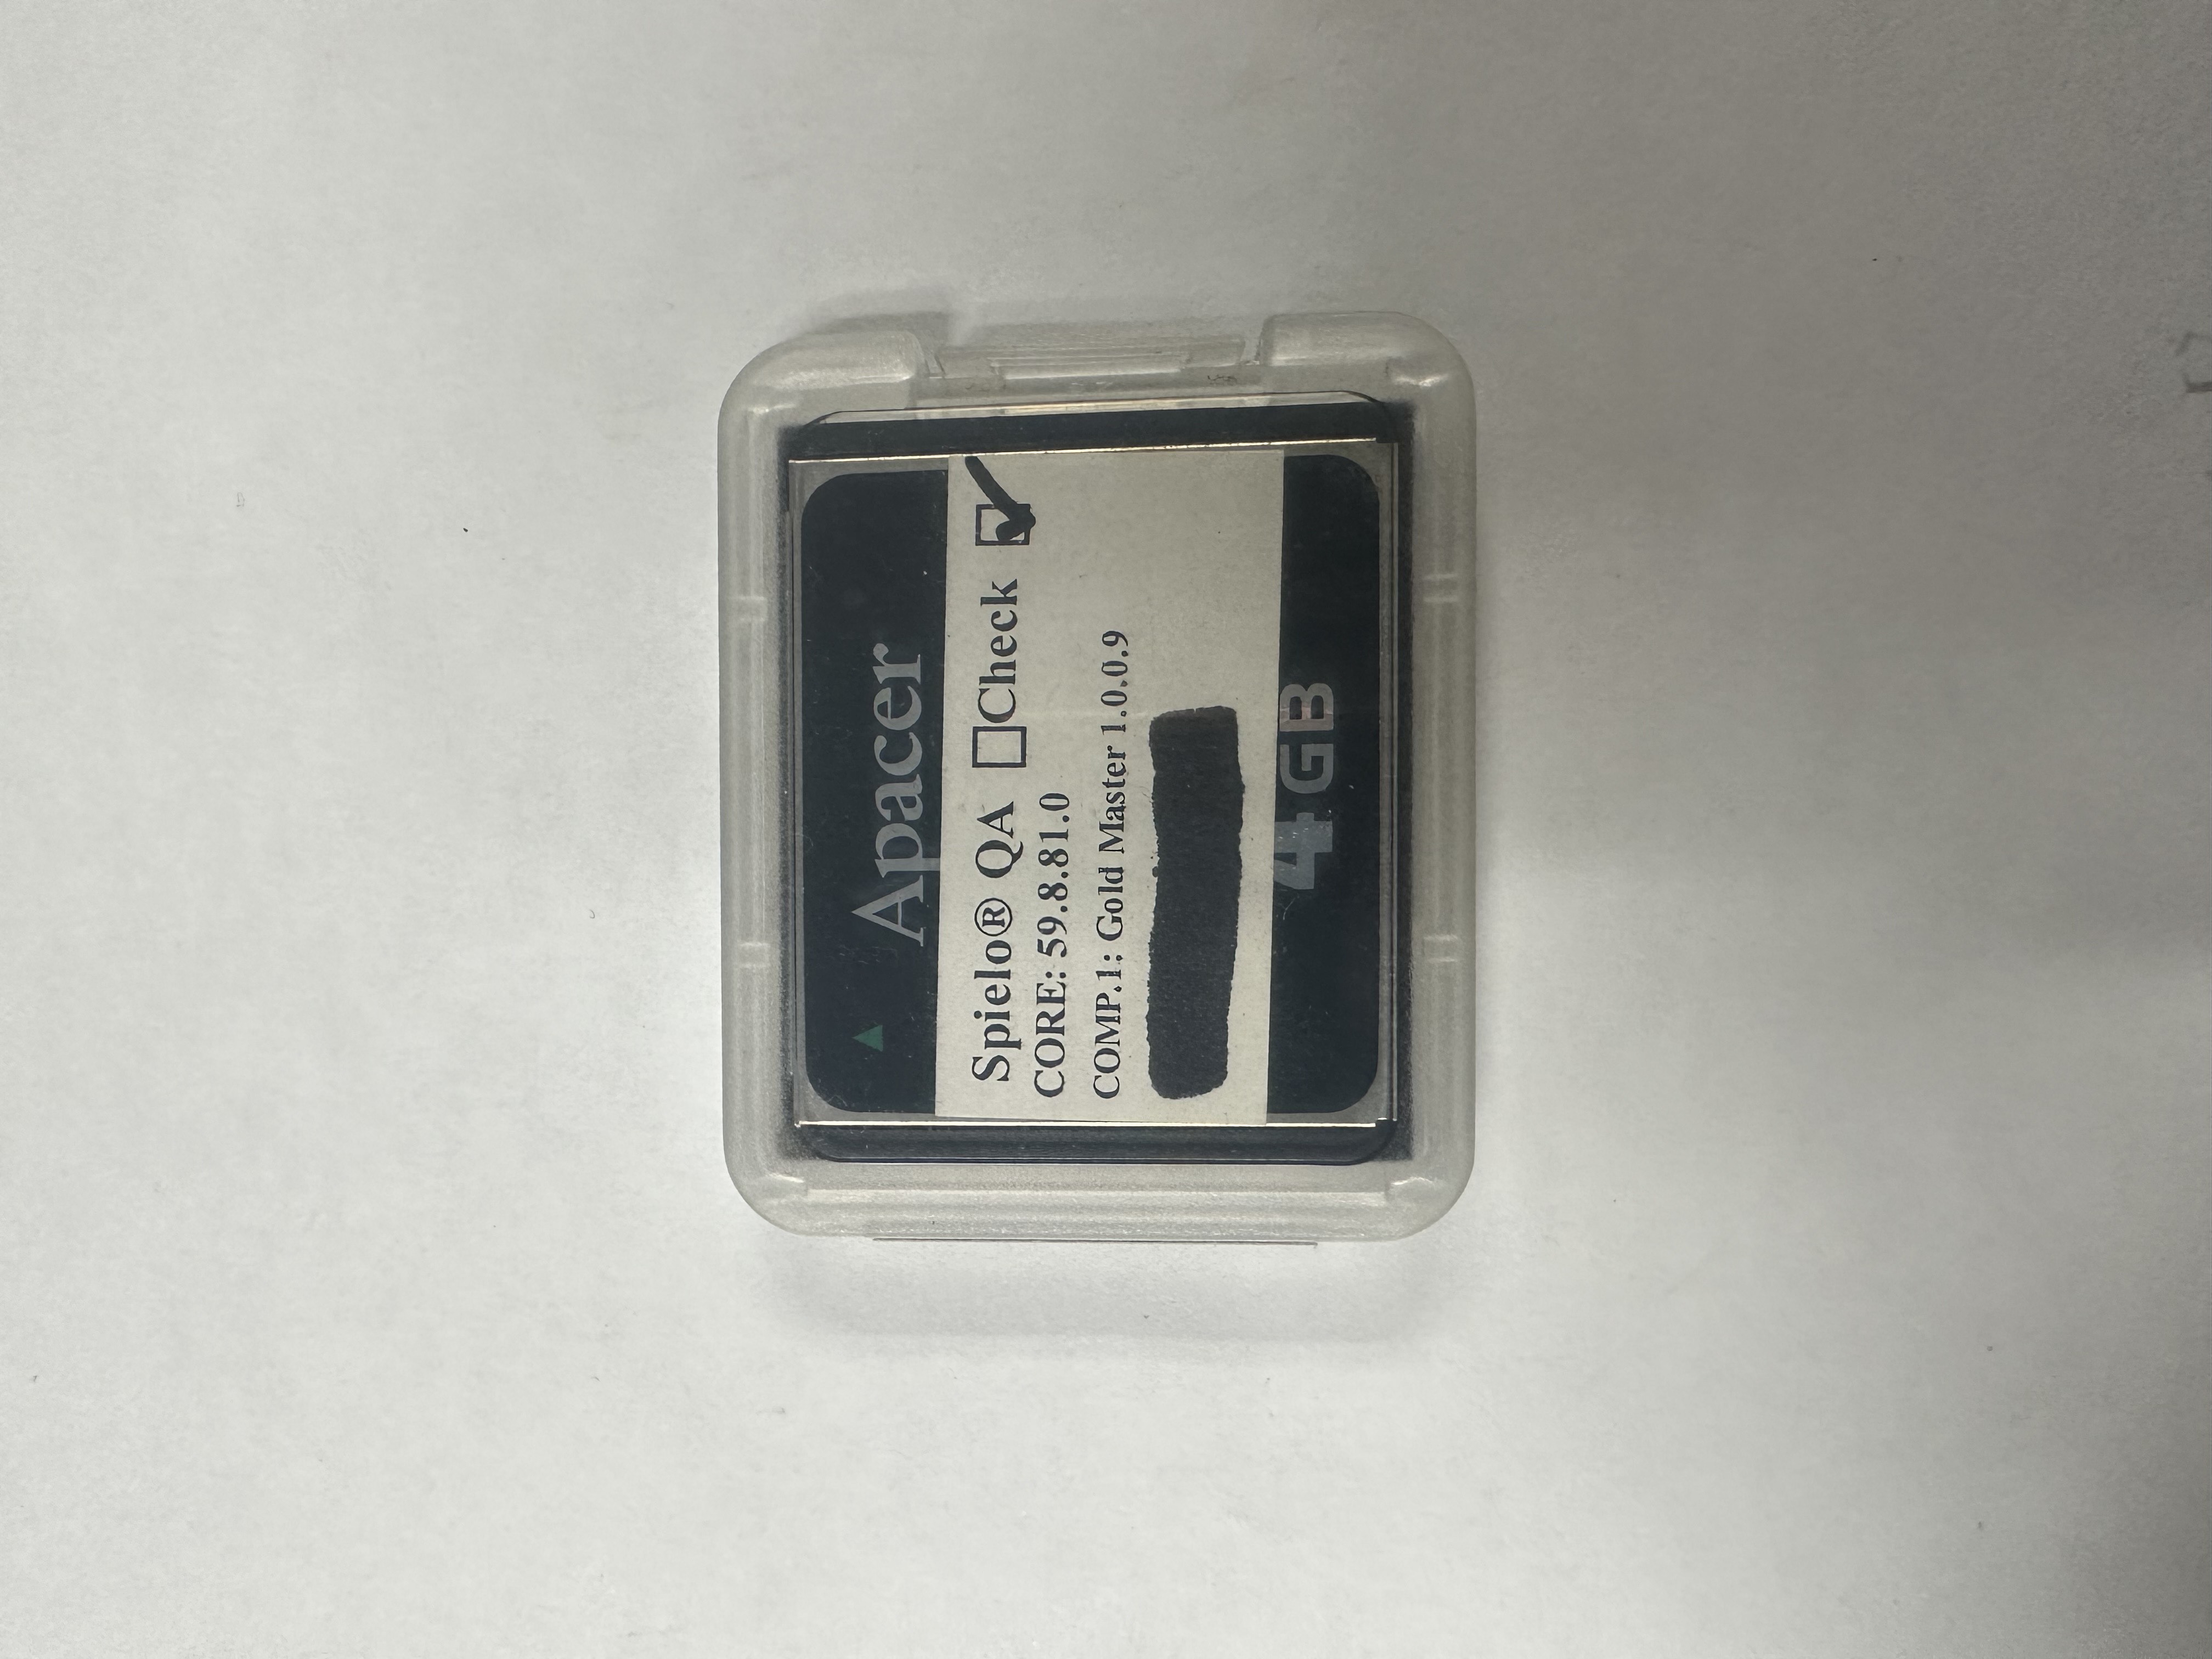 Apacer
Spielo® QA ☐Check ☑
CORE: 59.8.81.0
COMP.1: Gold Master 1.0.0.9
4GB